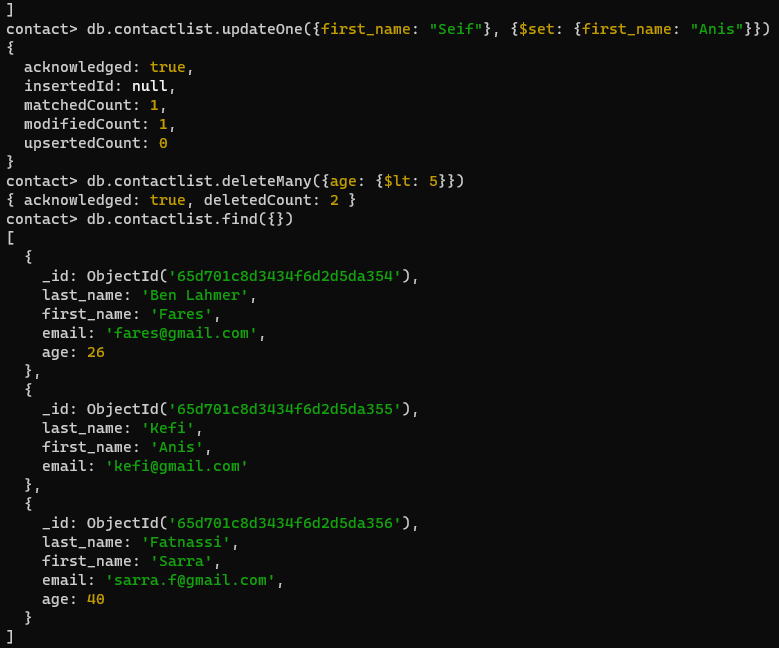 ]
contact> db.contactlist.updateOne({first_name: "Seif"}, {$set: {first_name: "Anis"}})
{
  acknowledged: true,
  insertedId: null,
  matchedCount: 1,
  modifiedCount: 1,
  upsertedCount: 0
}
contact> db.contactlist.deleteMany({age: {$lt: 5}})
{ acknowledged: true, deletedCount: 2 }
contact> db.contactlist.find({})
[
  {
    _id: ObjectId('65d701c8d3434f6d2d5da354'),
    last_name: 'Ben Lahmer',
    first_name: 'Fares',
    email: 'fares@gmail.com',
    age: 26
  },
  {
    _id: ObjectId('65d701c8d3434f6d2d5da355'),
    last_name: 'Kefi',
    first_name: 'Anis',
    email: 'kefi@gmail.com'
  },
  {
    _id: ObjectId('65d701c8d3434f6d2d5da356'),
    last_name: 'Fatnassi',
    first_name: 'Sarra',
    email: 'sarra.f@gmail.com',
    age: 40
  }
]